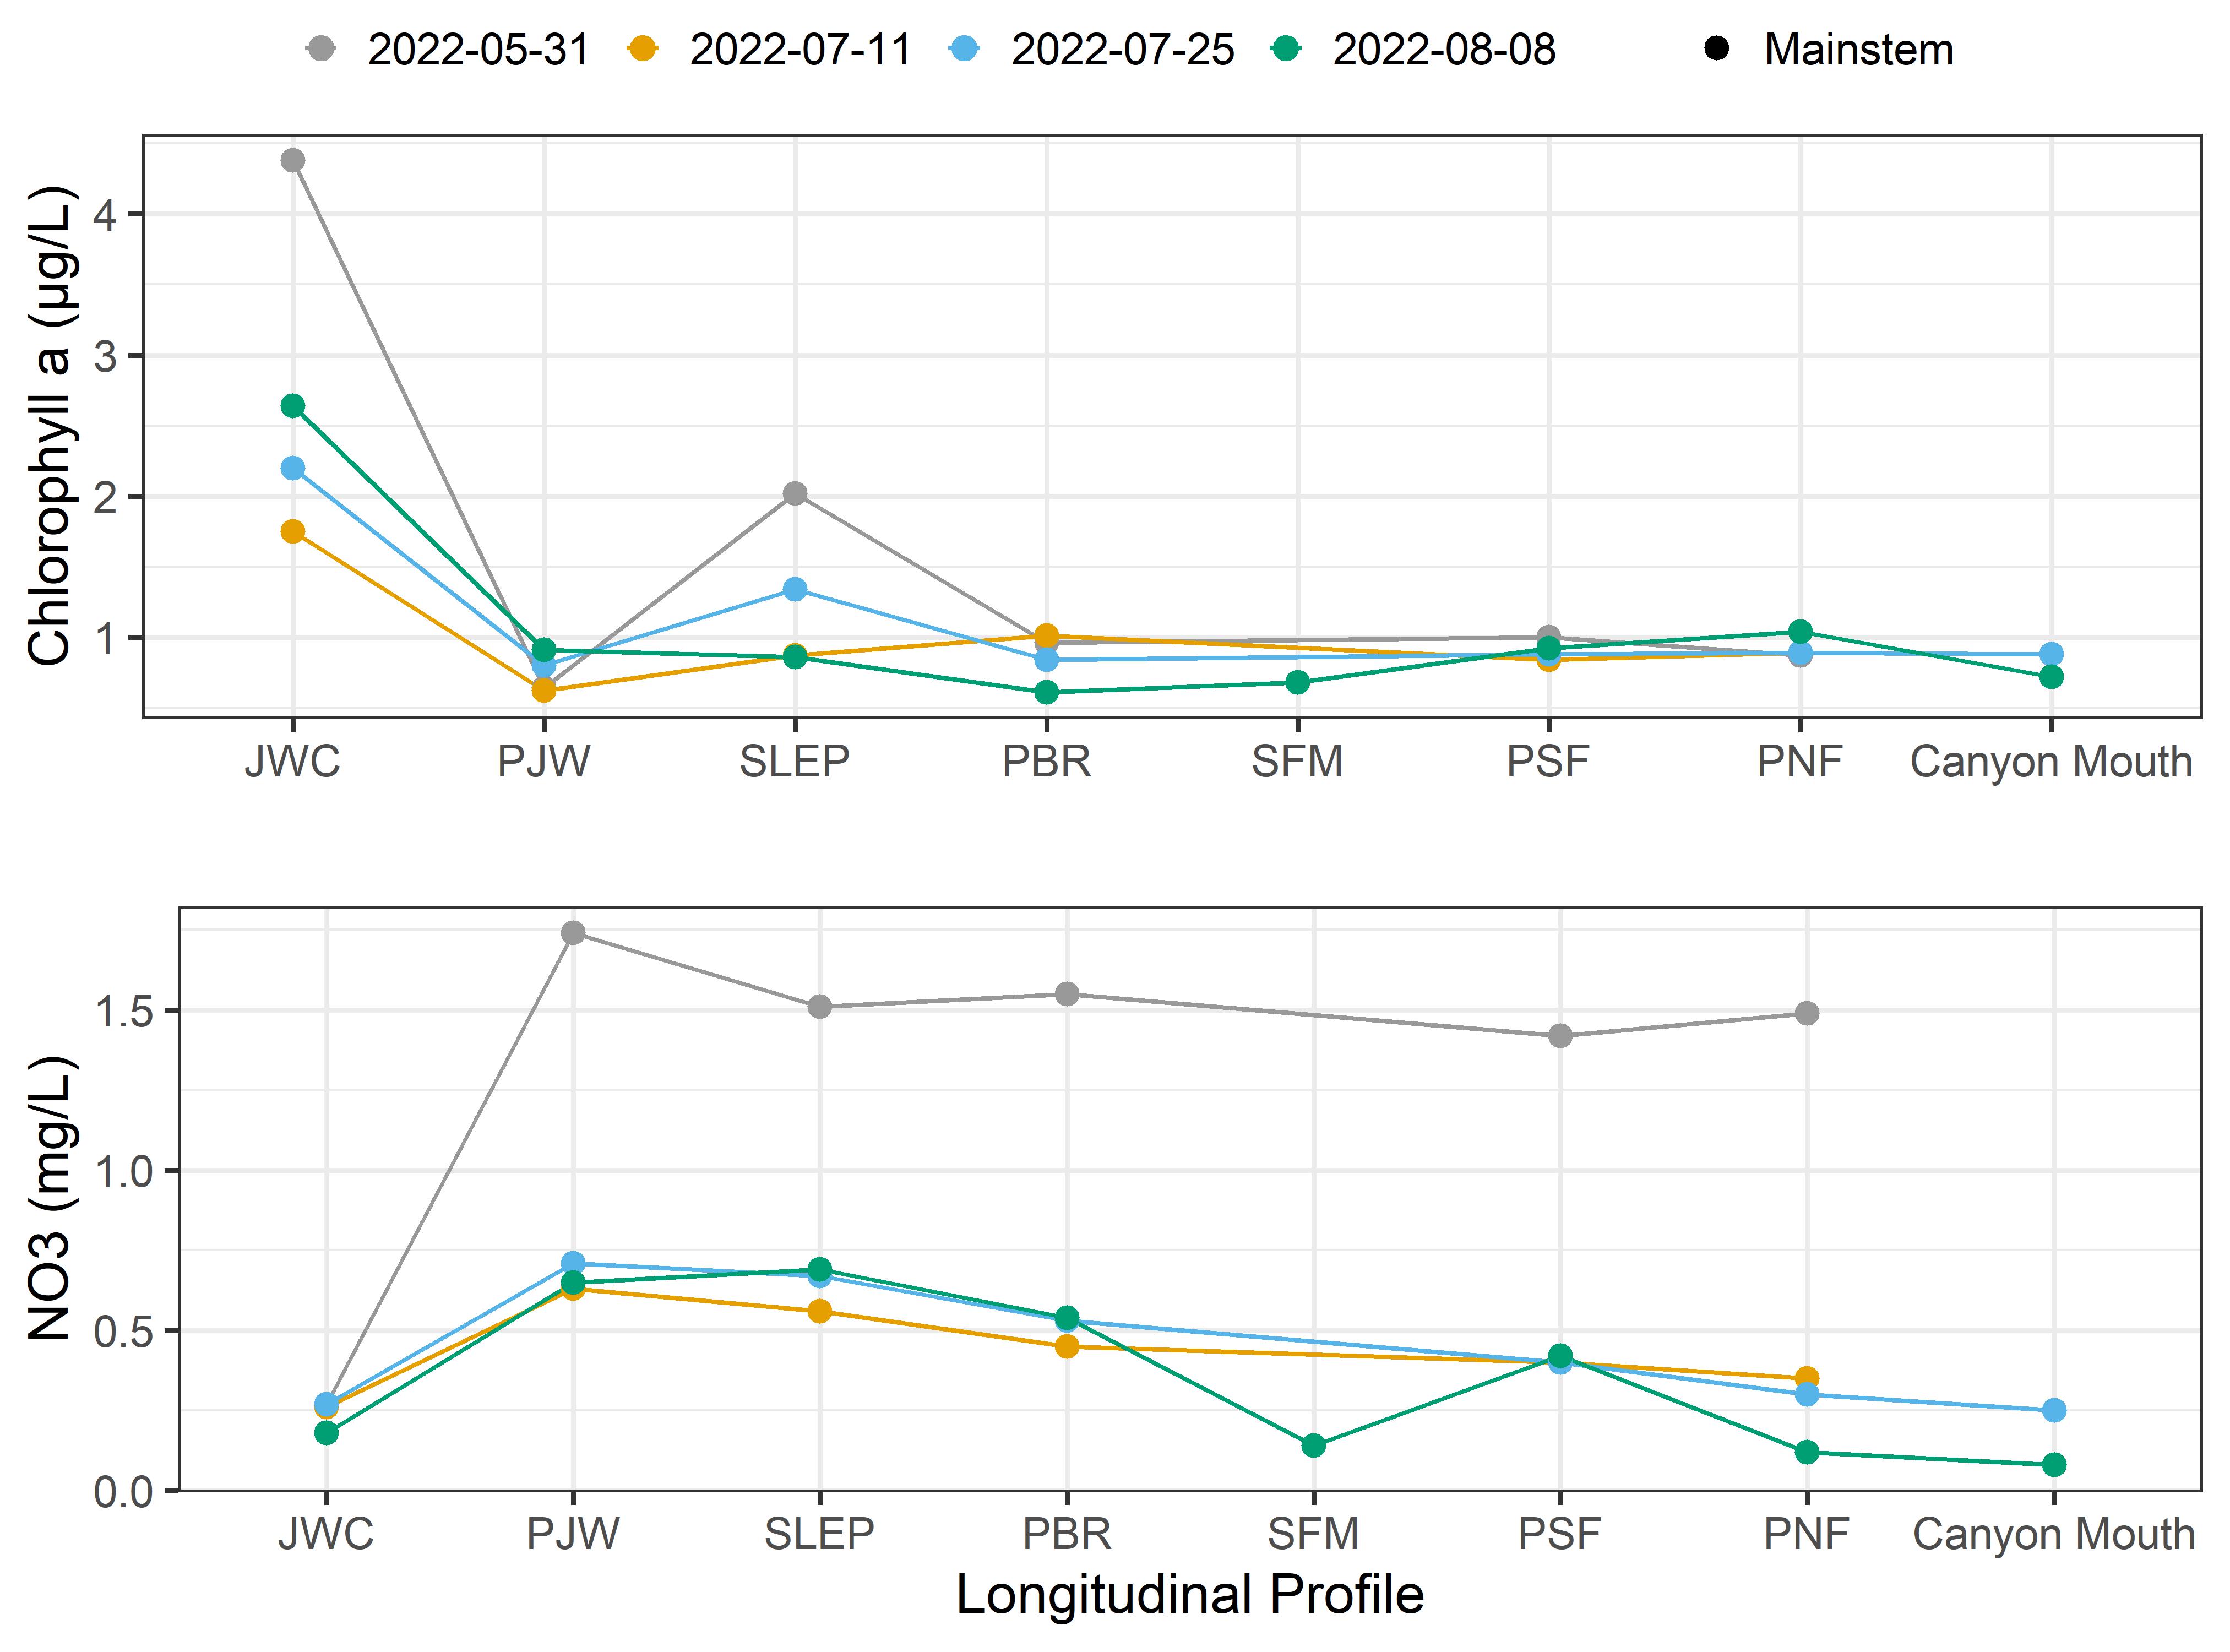 2022-05-31 2022-07-11 2022-07-25 2022-08-08 Mainstem
Chlorophyll a (µg/L)
4
3
2
1
JWC PJW SLEP PBR SFM PSF PNF Canyon Mouth
NO3 (mg/L)
1.5
1.0
0.5
0.0
JWC PJW SLEP PBR SFM PSF PNF Canyon Mouth
Longitudinal Profile